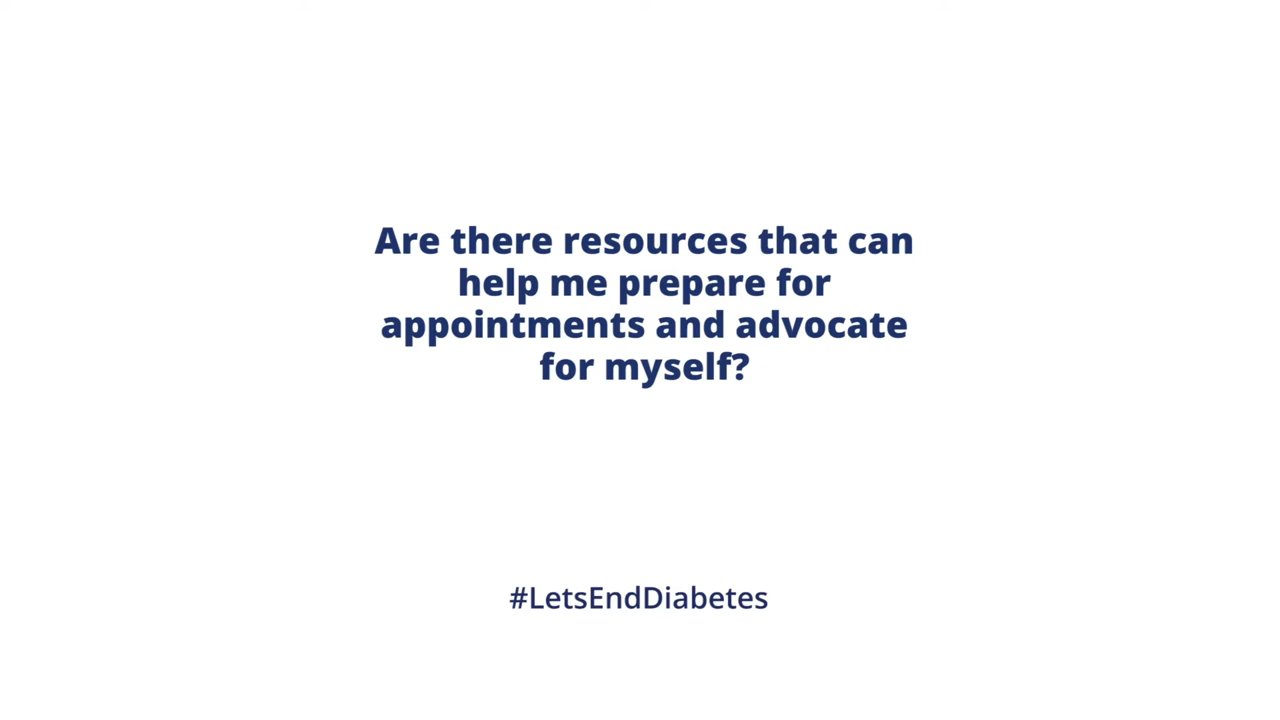 Are there resources that can
help me prepare for
appointments and advocate
for myself?
#LetsEndDiabetes